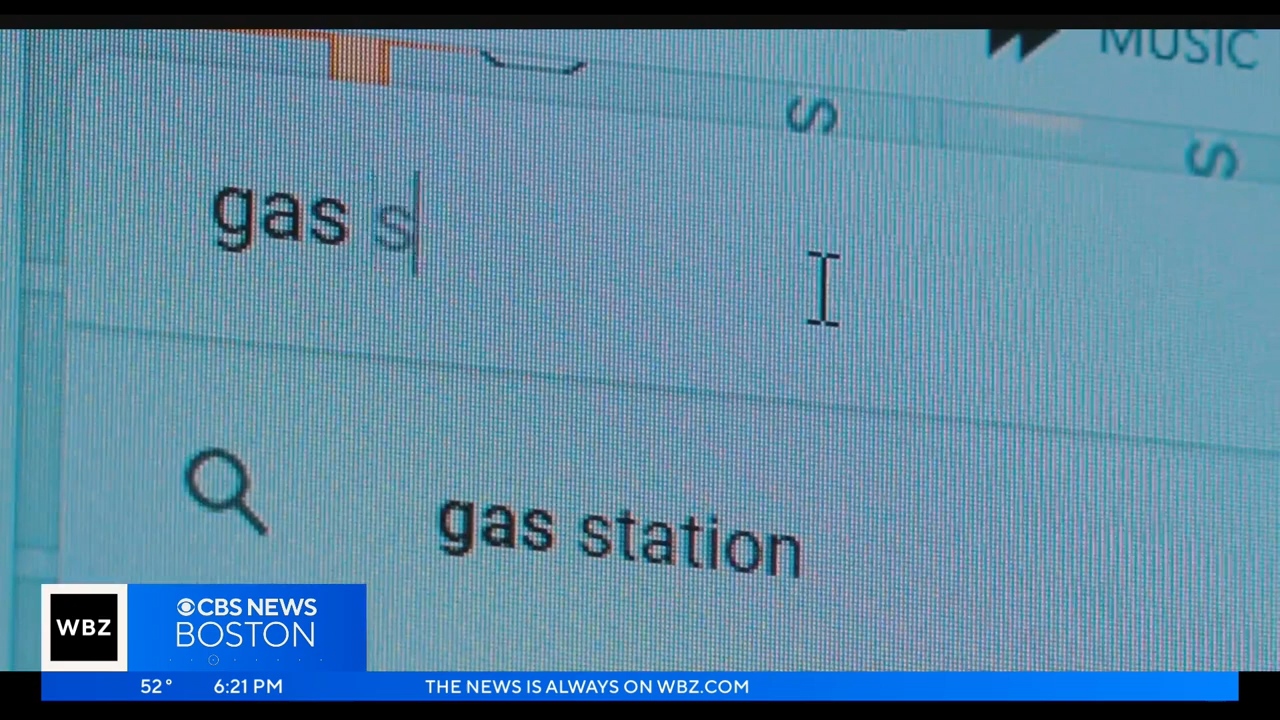 MUSIC
S
S
gas s
gas station
WBZ
CBS NEWS
BOSTON
52° 6:21 PM THE NEWS IS ALWAYS ON WBZ.COM